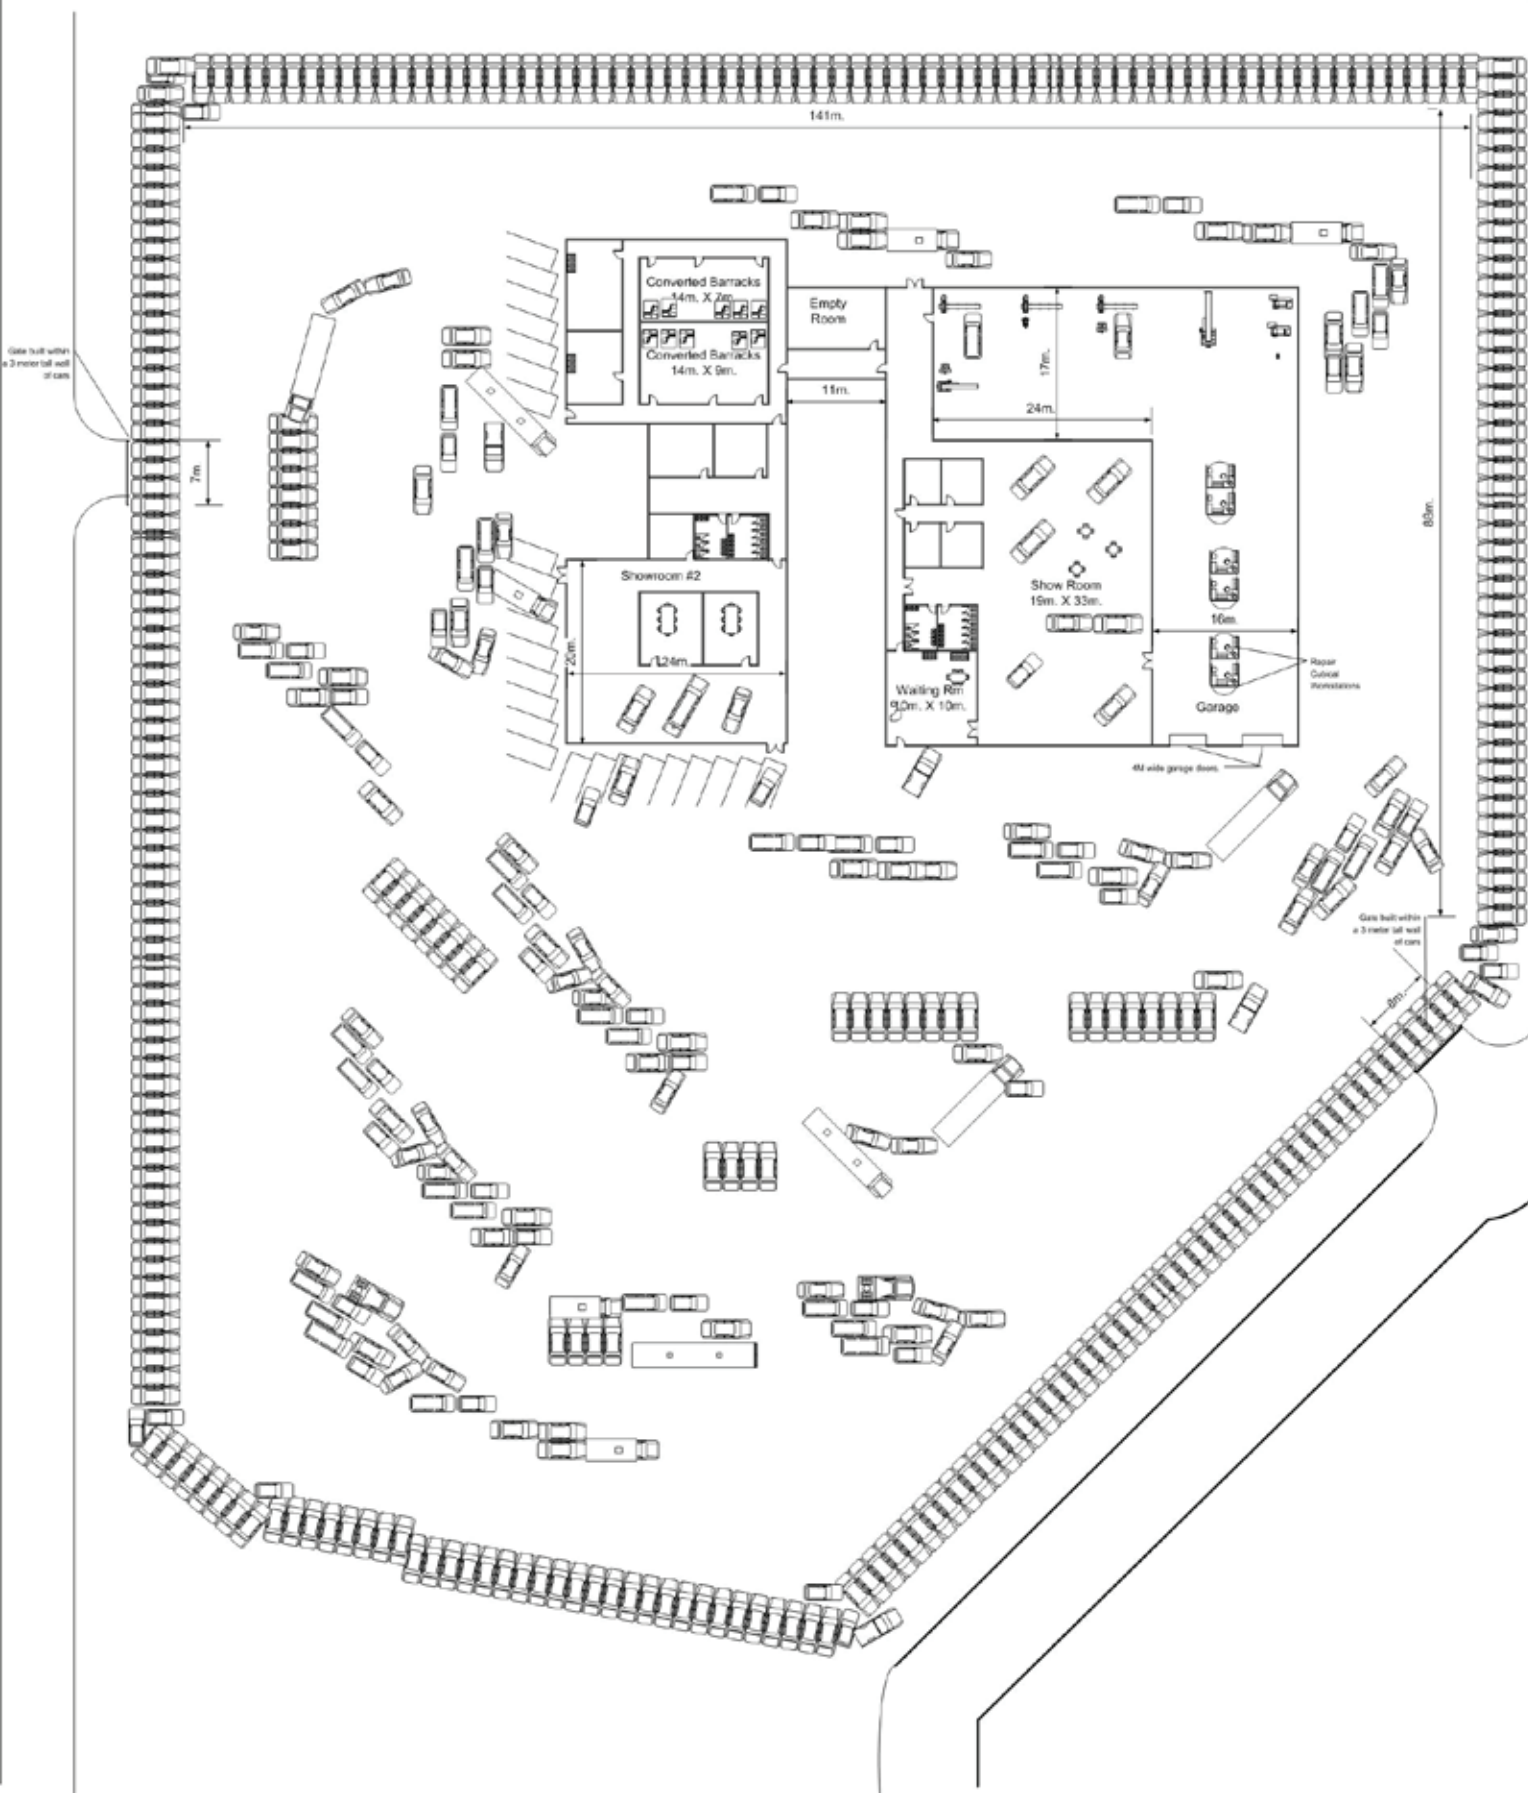 141m.
Converted Barracks
14m. X 7m.
Converted Barracks
14m. X 9m.
Empty
Room
11m.
17m.
24m.
Gate built within
a 3 meter tall wall
of cars
7m.
88m.
Showroom #2
20m.
24m.
Show Room
19m. X 33m.
16m.
Repair
Cubical
Workstations
Waiting Rm
10m. X 10m.
Garage
4M wide garage doors.
Gate built within
a 3 meter tall wall
of cars
8m.